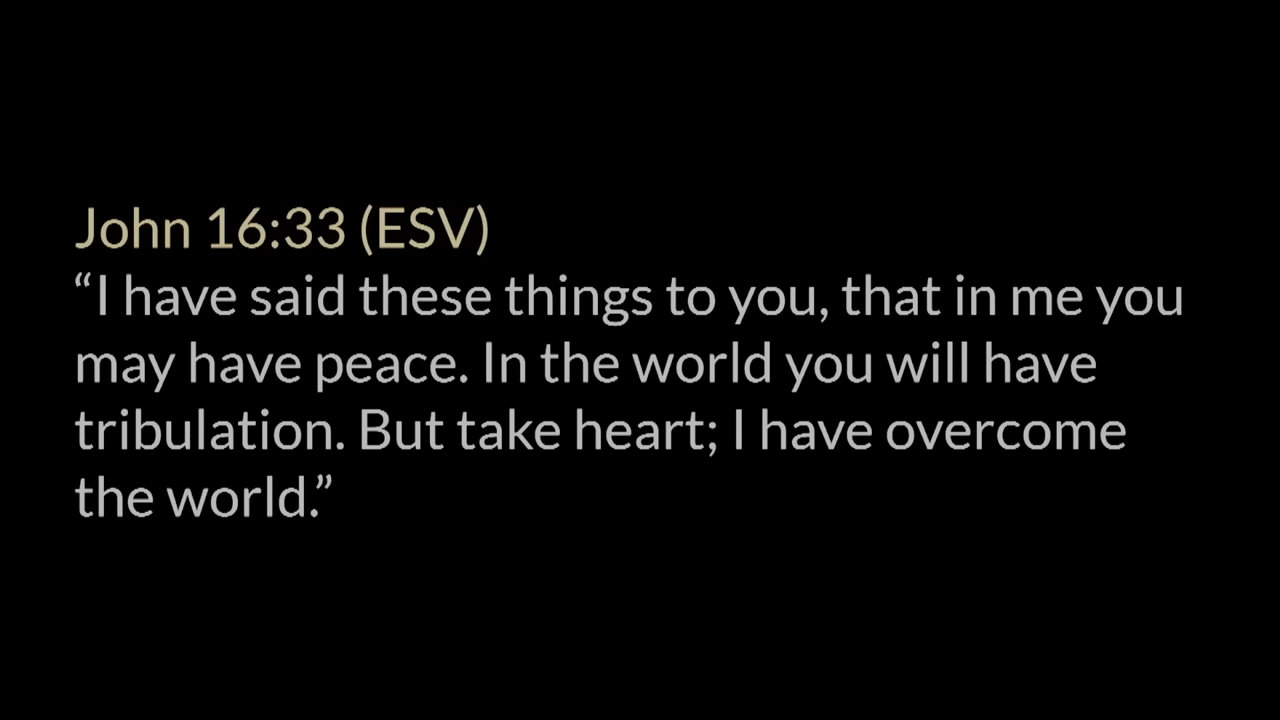 John 16:33 (ESV)
“I have said these things to you, that in me you
may have peace. In the world you will have
tribulation. But take heart; I have overcome
the world.”